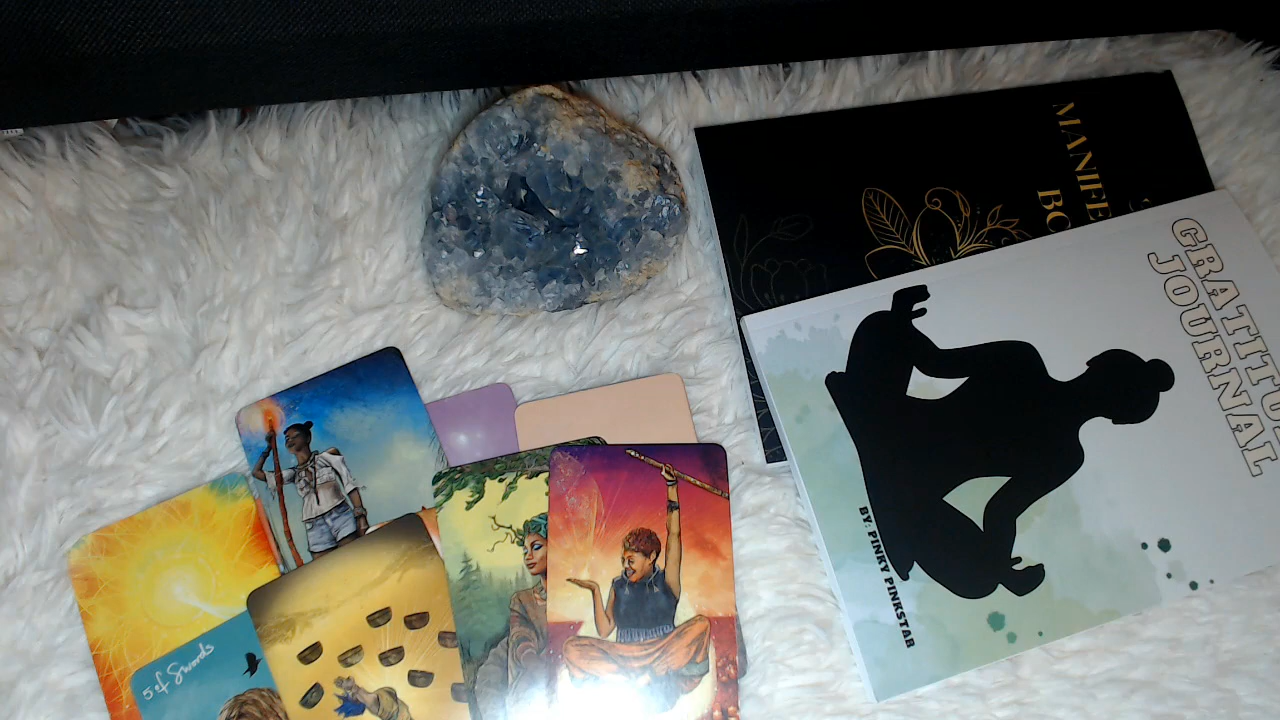 MANIFE
BO
GRATITU
JOURNAL
BY: PINKY PINKSTAR
5 of Swords